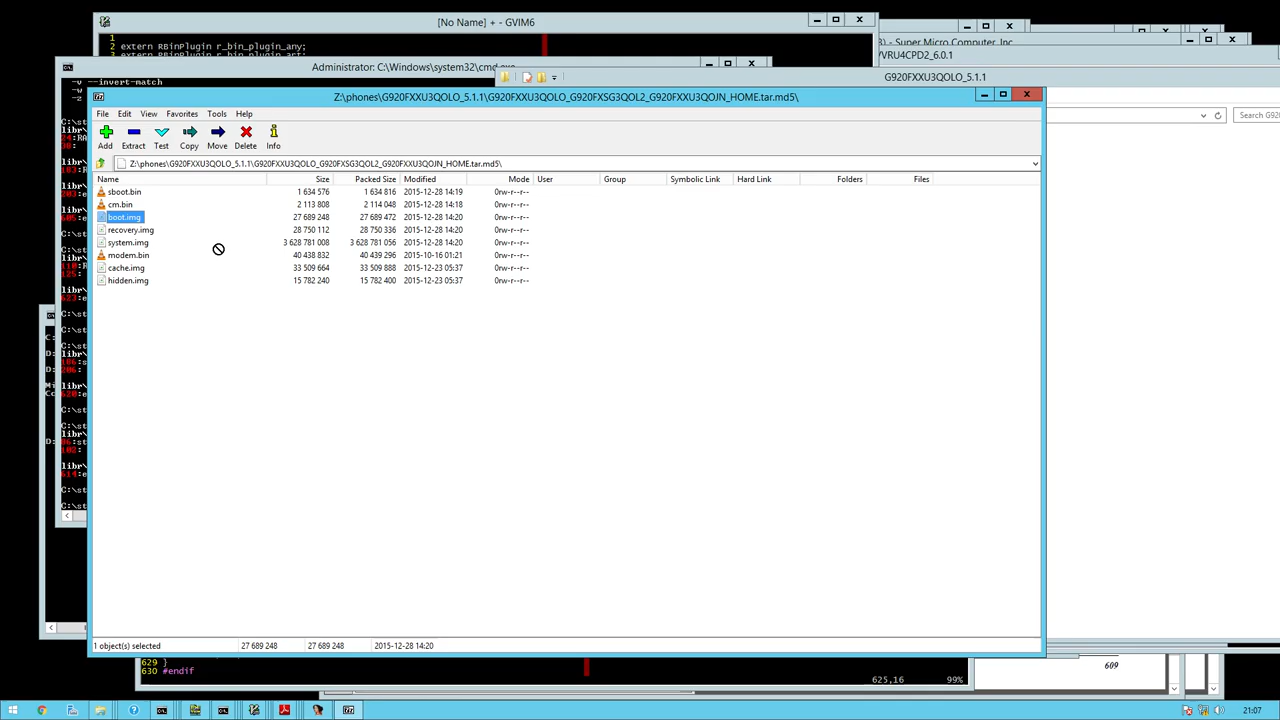 [No Name] + - GVIM6
1
2 extern RBinPlugin r_bin_plugin_any;
3) - Super Micro Computer, Inc.
VRU4CPD2_6.0.1
Administrator: C:\Windows\system32\cmd.exe
G920FXXU3QOLO_5.1.1
-v --invert-match
Z:\phones\G920FXXU3QOLO_5.1.1\G920FXXU3QOLO_G920FXSG3QOL2_G920FXXU3QOJN_HOME.tar.md5\
File Edit View Favorites Tools Help
Search G920
Add Extract Test Copy Move Delete Info
Z:\phones\G920FXXU3QOLO_5.1.1\G920FXXU3QOLO_G920FXSG3QOL2_G920FXXU3QOJN_HOME.tar.md5\
Name Size Packed Size Modified Mode User Group Symbolic Link Hard Link Folders Files
sboot.bin 1 634 576 1 634 816 2015-12-28 14:19 0rw-r--r--
cm.bin 2 113 808 2 114 048 2015-12-28 14:18 0rw-r--r--
boot.img 27 689 248 27 689 472 2015-12-28 14:20 0rw-r--r--
recovery.img 28 750 112 28 750 336 2015-12-28 14:20 0rw-r--r--
system.img 3 628 781 008 3 628 781 056 2015-12-28 14:20 0rw-r--r--
modem.bin 40 438 832 40 439 296 2015-10-16 01:21 0rw-r--r--
cache.img 33 509 664 33 509 888 2015-12-23 05:37 0rw-r--r--
hidden.img 15 782 240 15 782 400 2015-12-23 05:37 0rw-r--r--
1 object(s) selected 27 689 248 27 689 248 2015-12-28 14:20
629 }
630 #endif
609
625,16 99%
21:07